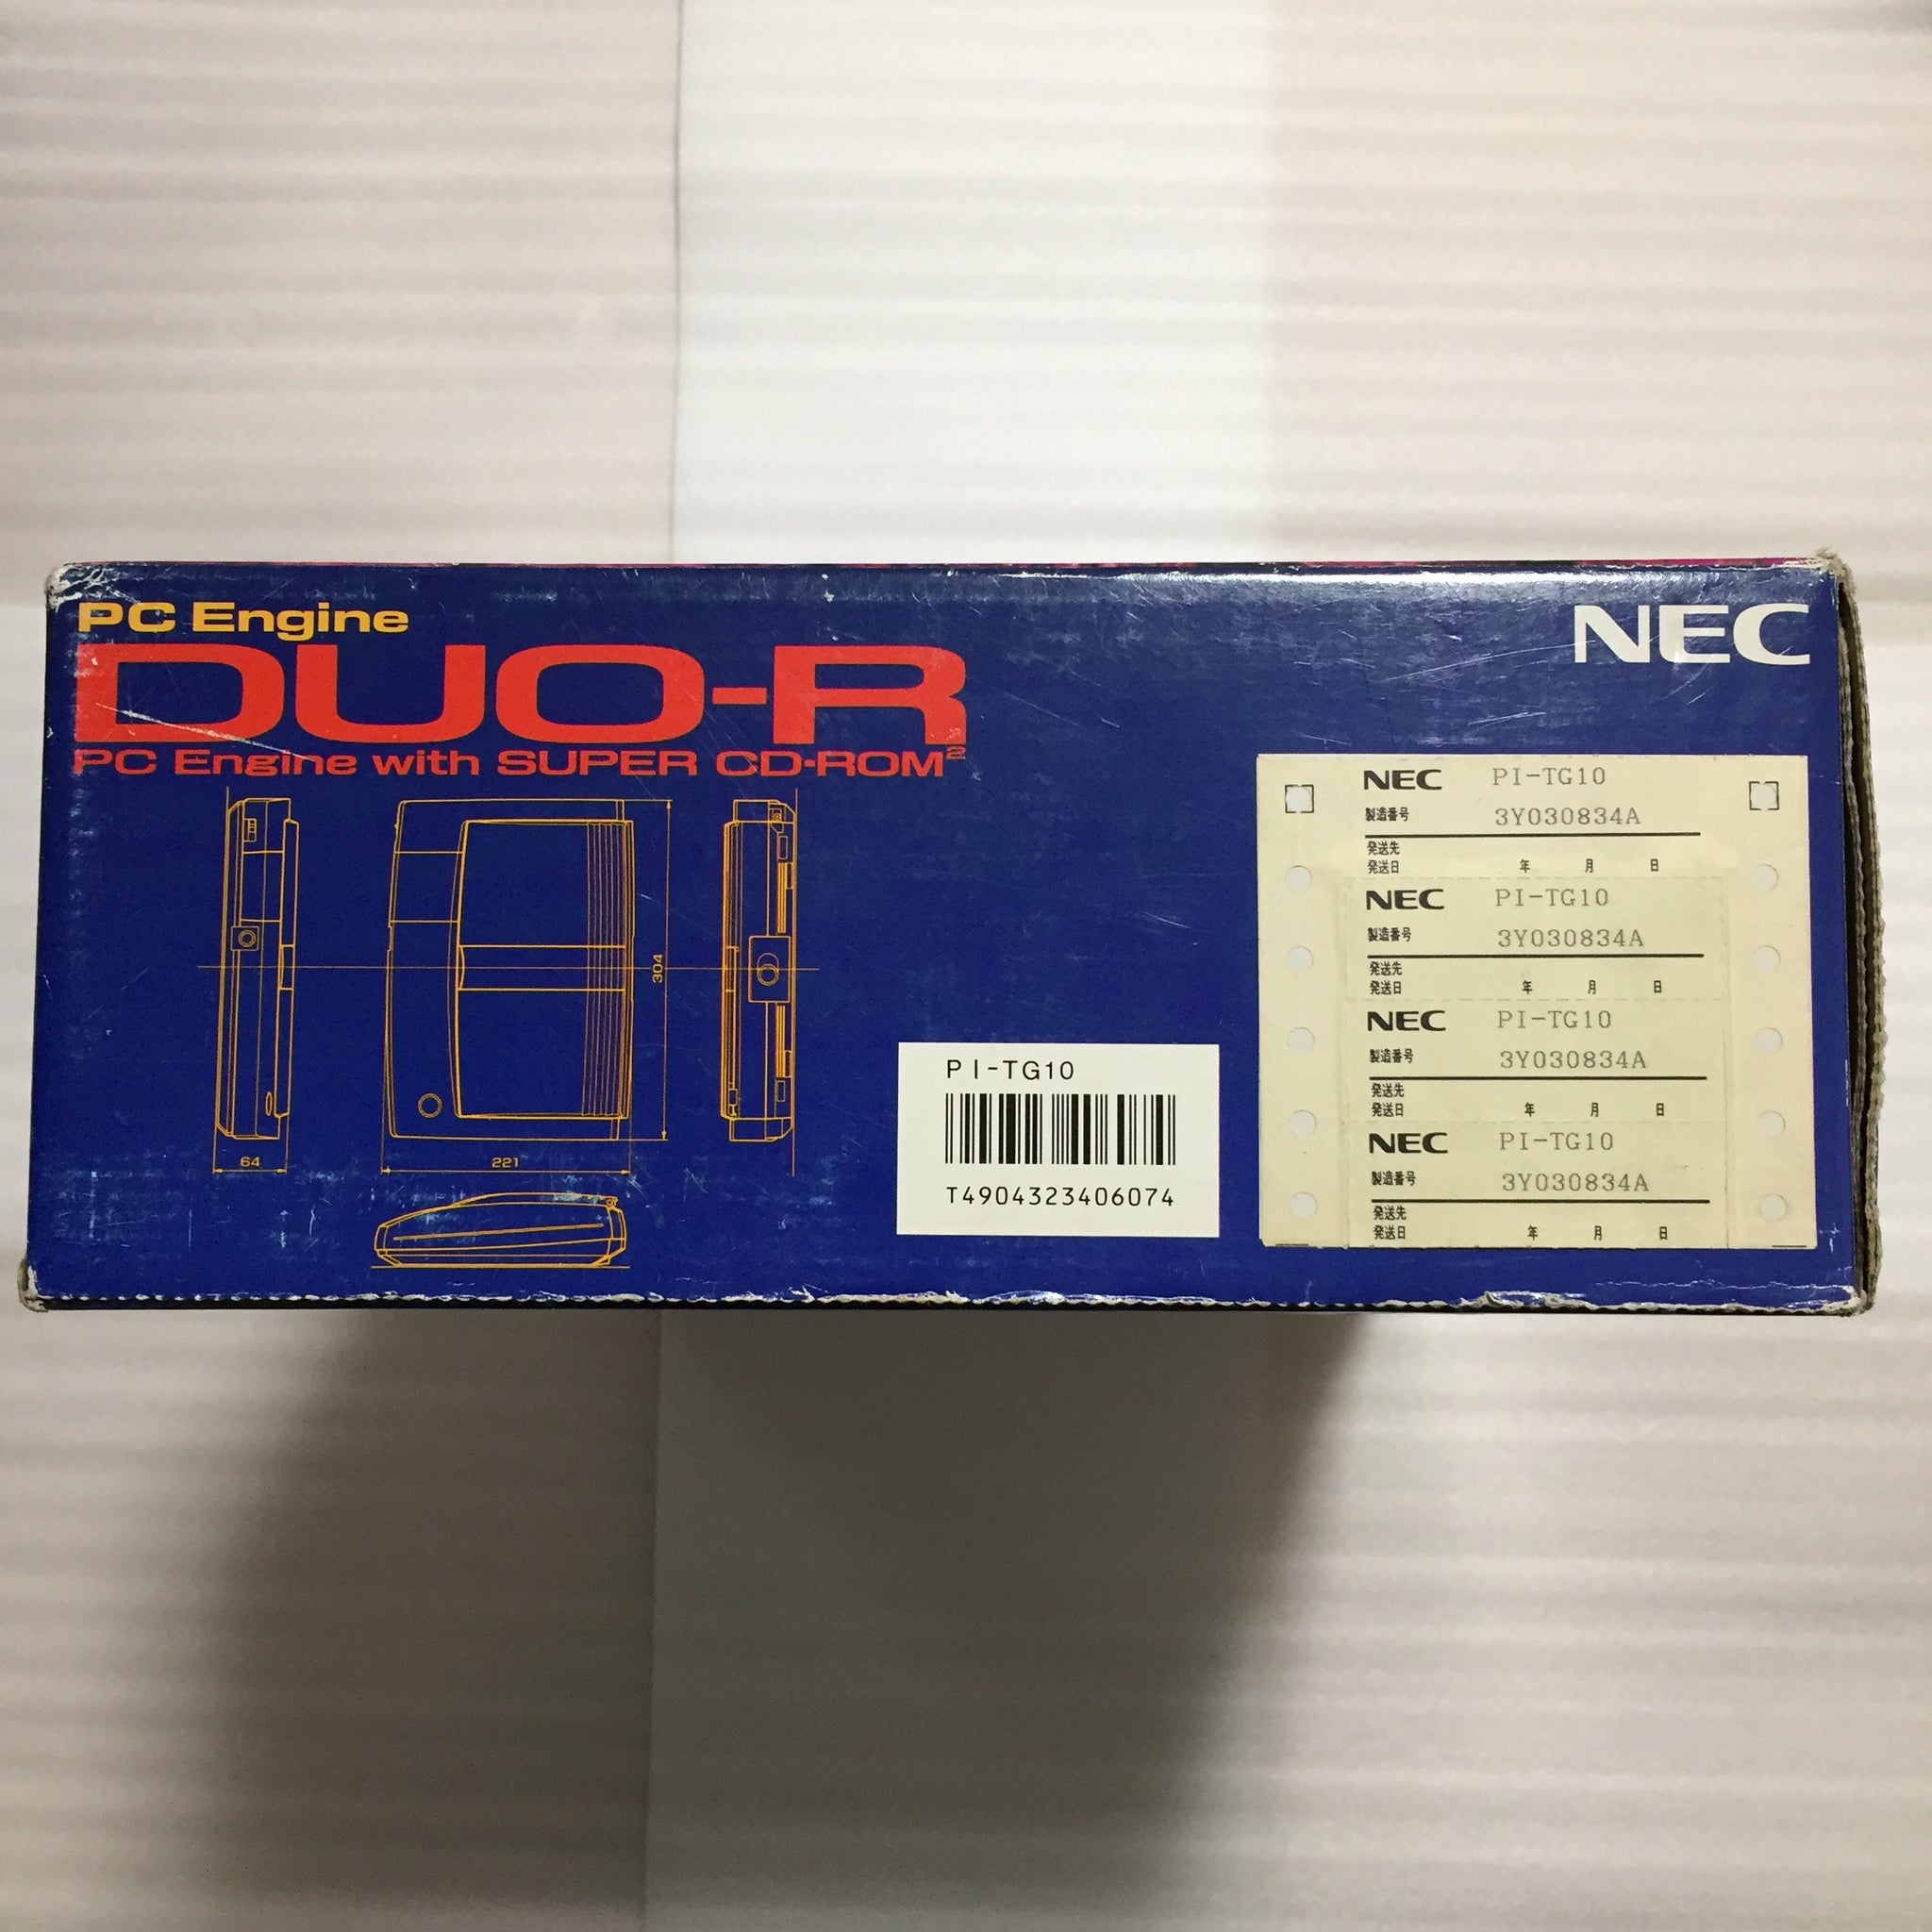 PC Engine
NEC
DUO-R
PC Engine with SUPER CD-ROM²
304
64
221
PI-TG10
T4904323406074
NEC PI-TG10
製造番号 3Y030834A
発送先
発送日 年 月 日
NEC PI-TG10
製造番号 3Y030834A
発送先
発送日 年 月 日
NEC PI-TG10
製造番号 3Y030834A
発送先
発送日 年 月 日
NEC PI-TG10
製造番号 3Y030834A
発送先
発送日 年 月 日